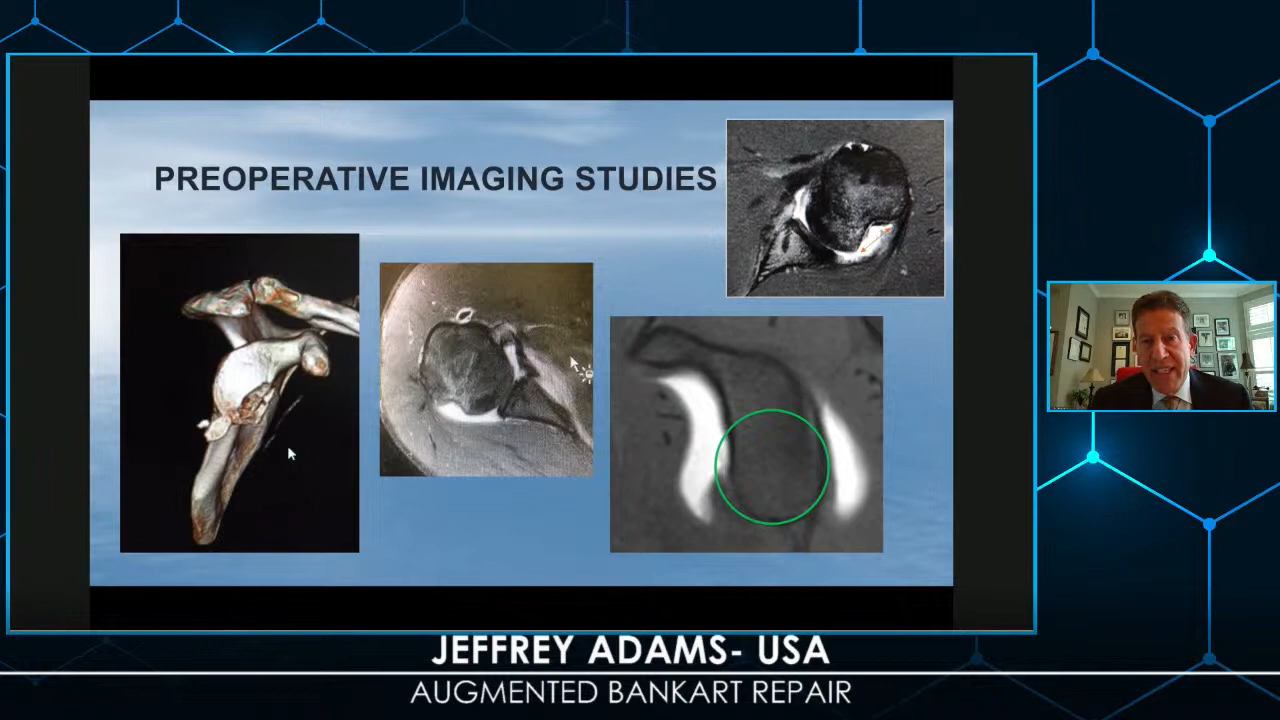 PREOPERATIVE IMAGING STUDIES
JEFFREY ADAMS- USA
AUGMENTED BANKART REPAIR